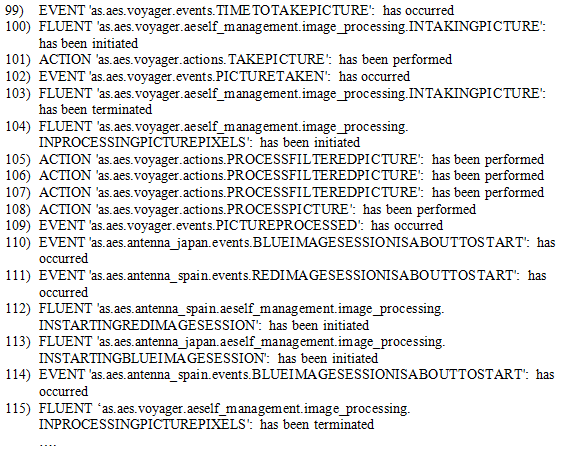 99) EVENT 'as.aes.voyager.events.TIMETOTAKEPICTURE': has occurred
100) FLUENT 'as.aes.voyager.aeself_management.image_processing.INTAKINGPICTURE':
has been initiated
101) ACTION 'as.aes.voyager.actions.TAKEPICTURE': has been performed
102) EVENT 'as.aes.voyager.events.PICTURETAKEN': has occurred
103) FLUENT 'as.aes.voyager.aeself_management.image_processing.INTAKINGPICTURE':
has been terminated
104) FLUENT 'as.aes.voyager.aeself_management.image_processing.
INPROCESSINGPICTUREPIXELS': has been initiated
105) ACTION 'as.aes.voyager.actions.PROCESSFILTEREDPICTURE': has been performed
106) ACTION 'as.aes.voyager.actions.PROCESSFILTEREDPICTURE': has been performed
107) ACTION 'as.aes.voyager.actions.PROCESSFILTEREDPICTURE': has been performed
108) ACTION 'as.aes.voyager.actions.PROCESSPICTURE': has been performed
109) EVENT 'as.aes.voyager.events.PICTUREPROCESSED': has occurred
110) EVENT 'as.aes.antenna_japan.events.BLUEIMAGESESSIONISABOUTTOSTART': has
occurred
111) EVENT 'as.aes.antenna_spain.events.REDIMAGESESSIONISABOUTTOSTART': has
occurred
112) FLUENT 'as.aes.antenna_spain.aeself_management.image_processing.
INSTARTINGREDIMAGESESSION': has been initiated
113) FLUENT 'as.aes.antenna_japan.aeself_management.image_processing.
INSTARTINGBLUEIMAGESESSION': has been initiated
114) EVENT 'as.aes.antenna_spain.events.BLUEIMAGESESSIONISABOUTTOSTART': has
occurred
115) FLUENT ‘as.aes.voyager.aeself_management.image_processing.
INPROCESSINGPICTUREPIXELS': has been terminated
….